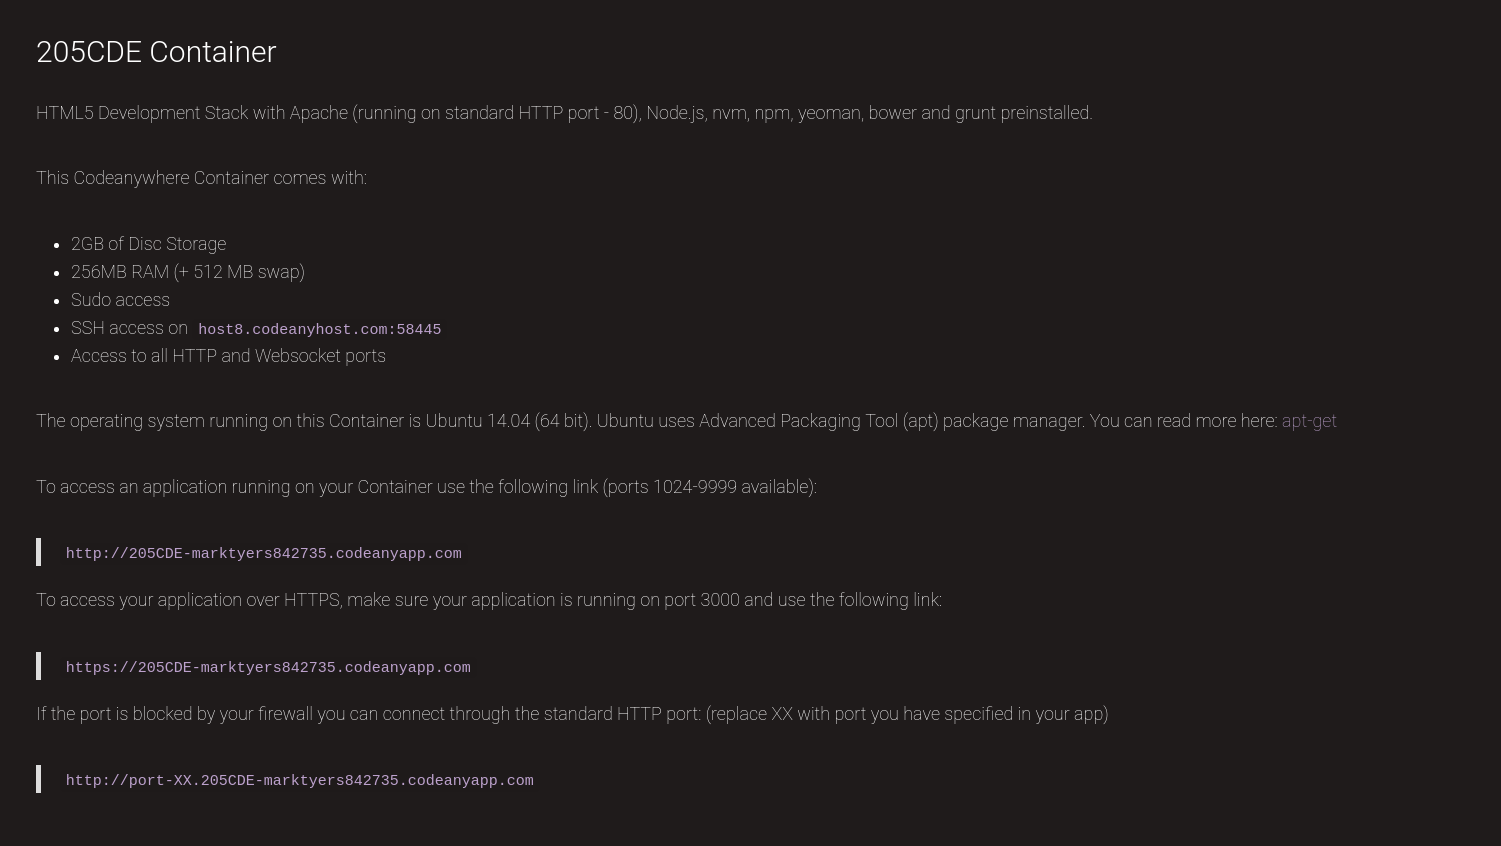 205CDE Container
HTML5 Development Stack with Apache (running on standard HTTP port - 80), Node.js, nvm, npm, yeoman, bower and grunt preinstalled.
This Codeanywhere Container comes with:
2GB of Disc Storage
256MB RAM (+ 512 MB swap)
Sudo access
SSH access on host8.codeanyhost.com:58445
Access to all HTTP and Websocket ports
The operating system running on this Container is Ubuntu 14.04 (64 bit). Ubuntu uses Advanced Packaging Tool (apt) package manager. You can read more here: apt-get
To access an application running on your Container use the following link (ports 1024-9999 available):
http://205CDE-marktyers842735.codeanyapp.com
To access your application over HTTPS, make sure your application is running on port 3000 and use the following link:
https://205CDE-marktyers842735.codeanyapp.com
If the port is blocked by your firewall you can connect through the standard HTTP port: (replace XX with port you have specified in your app)
http://port-XX.205CDE-marktyers842735.codeanyapp.com